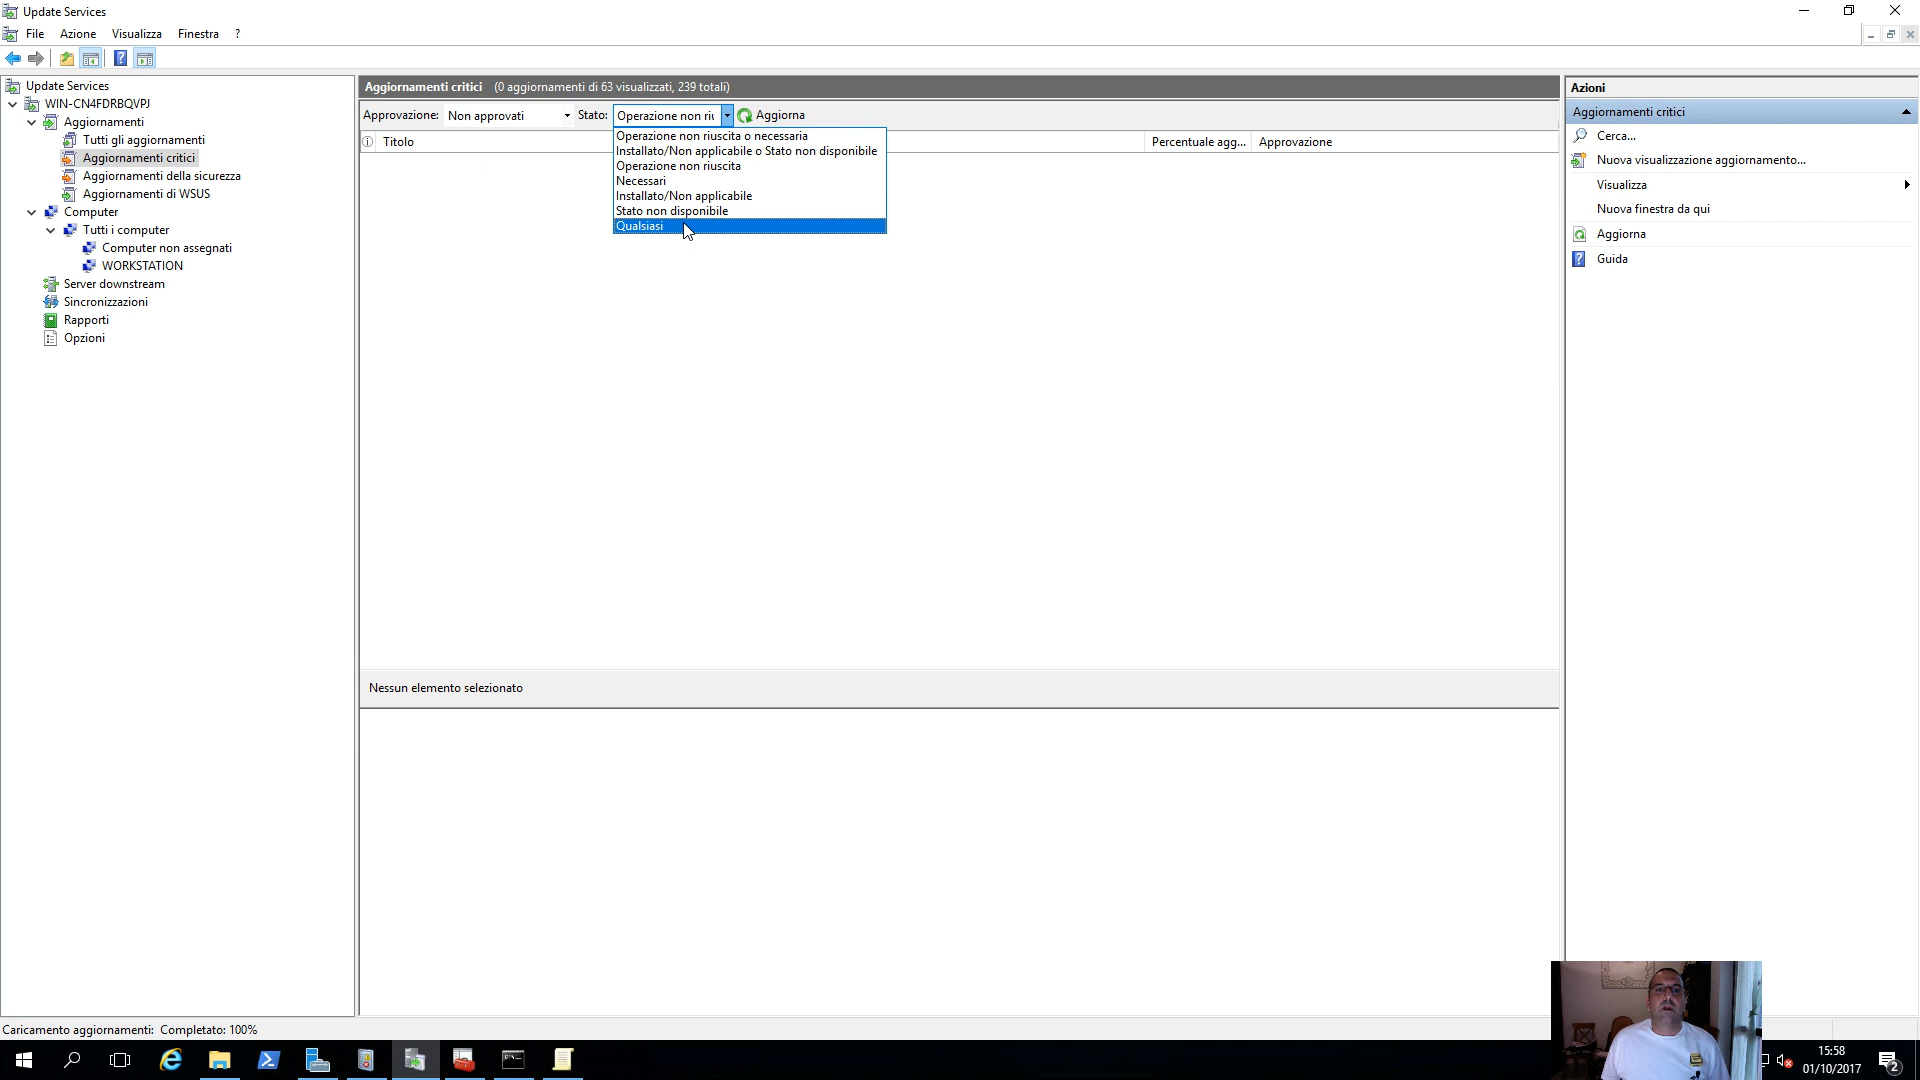 Update Services
File Azione Visualizza Finestra ?
Update Services
WIN-CN4FDRBQVPJ
Aggiornamenti
Tutti gli aggiornamenti
Aggiornamenti critici
Aggiornamenti della sicurezza
Aggiornamenti di WSUS
Computer
Tutti i computer
Computer non assegnati
WORKSTATION
Server downstream
Sincronizzazioni
Rapporti
Opzioni
Aggiornamenti critici (0 aggiornamenti di 63 visualizzati, 239 totali)
Approvazione: Non approvati Stato: Operazione non riu Aggiorna
Titolo Percentuale agg... Approvazione
Operazione non riuscita o necessaria
Installato/Non applicabile o Stato non disponibile
Operazione non riuscita
Necessari
Installato/Non applicabile
Stato non disponibile
Qualsiasi
Nessun elemento selezionato
Azioni
Aggiornamenti critici
Cerca...
Nuova visualizzazione aggiornamento...
Visualizza
Nuova finestra da qui
Aggiorna
Guida
Caricamento aggiornamenti: Completato: 100%
15:58
01/10/2017
2